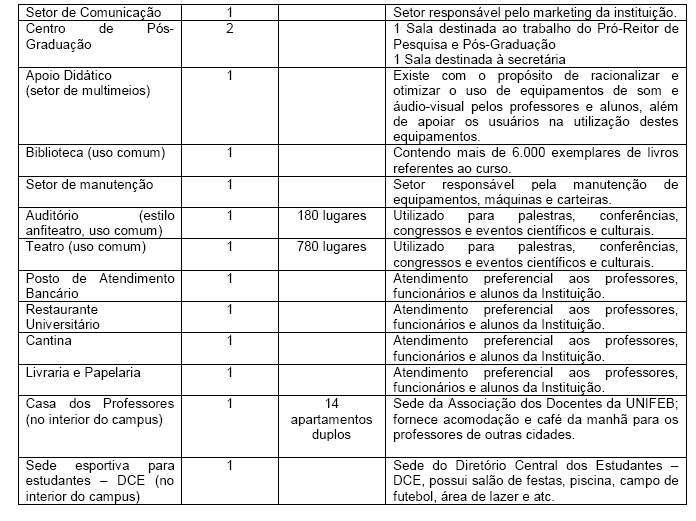 Setor de Comunicação 1 Setor responsável pelo marketing da instituição.
Centro de Pós-
Graduação
2
1 Sala destinada ao trabalho do Pró-Reitor de
Pesquisa e Pós-Graduação
1 Sala destinada à secretária
Apoio Didático
(setor de multimeios)
1
Existe com o propósito de racionalizar e
otimizar o uso de equipamentos de som e
áudio-visual pelos professores e alunos, além
de apoiar os usuários na utilização destes
equipamentos.
Biblioteca (uso comum)
1
Contendo mais de 6.000 exemplares de livros
referentes ao curso.
Setor de manutenção
1
Setor responsável pela manutenção de
equipamentos, máquinas e carteiras.
Auditório (estilo
anfiteatro, uso comum)
1
180 lugares
Utilizado para palestras, conferências,
congressos e eventos científicos e culturais.
Teatro (uso comum)
1
780 lugares
Utilizado para palestras, conferências,
congressos e eventos científicos e culturais.
Posto de Atendimento
Bancário
1
Atendimento preferencial aos professores,
funcionários e alunos da Instituição.
Restaurante
Universitário
1
Atendimento preferencial aos professores,
funcionários e alunos da Instituição.
Cantina
1
Atendimento preferencial aos professores,
funcionários e alunos da Instituição.
Livraria e Papelaria
1
Atendimento preferencial aos professores,
funcionários e alunos da Instituição.
Casa dos Professores
(no interior do campus)
1
14
apartamentos
duplos
Sede da Associação dos Docentes da UNIFEB;
fornece acomodação e café da manhã para os
professores de outras cidades.
Sede esportiva para
estudantes – DCE (no
interior do campus)
1
Sede do Diretório Central dos Estudantes –
DCE, possui salão de festas, piscina, campo de
futebol, área de lazer e atc.